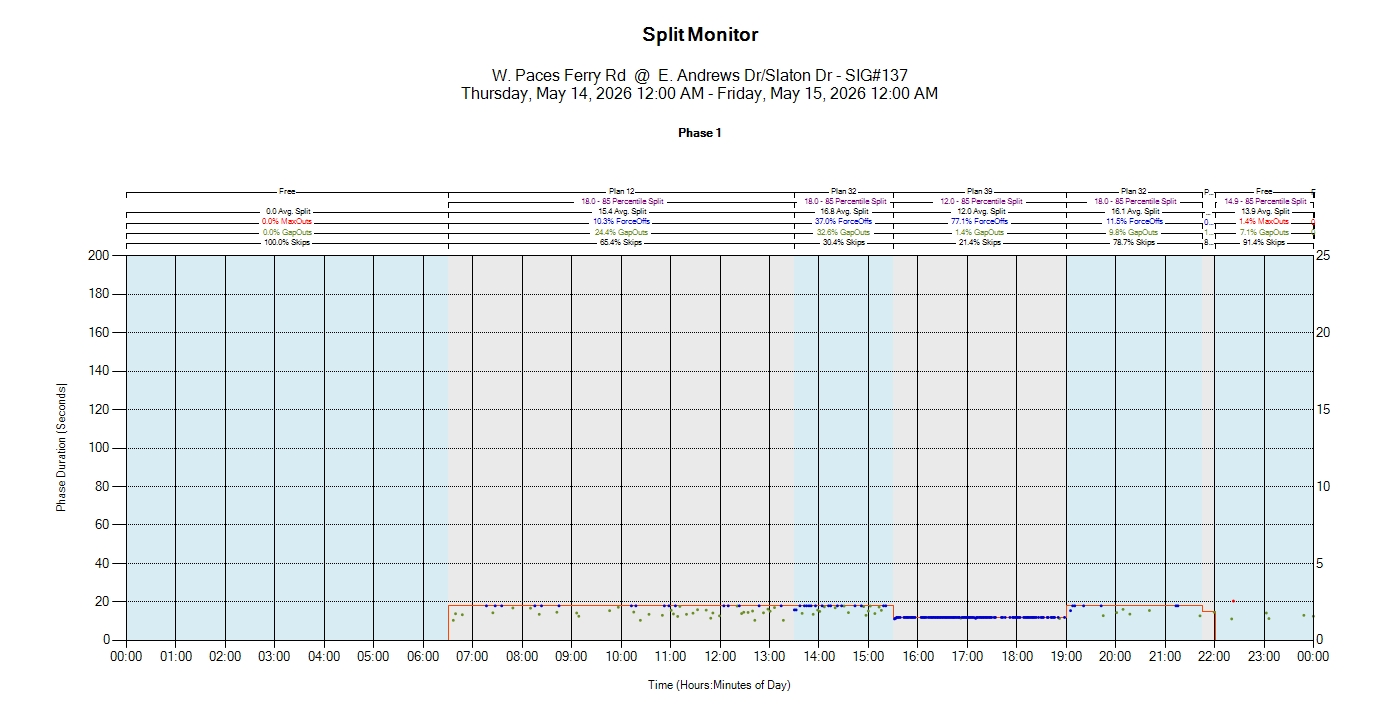 Split Monitor
W. Paces Ferry Rd @ E. Andrews Dr/Slaton Dr - SIG#137
Thursday, May 14, 2026 12:00 AM - Friday, May 15, 2026 12:00 AM
Phase 1
Free Plan 12 Plan 32 Plan 39 Plan 32 P... Free F
18.0 - 85 Percentile Split 18.0 - 85 Percentile Split 12.0 - 85 Percentile Split 18.0 - 85 Percentile Split 14.9 - 85 Percentile Split
0.0 Avg. Split 15.4 Avg. Split 16.8 Avg. Split 12.0 Avg. Split 16.1 Avg. Split 13.9 Avg. Split
0.0% MaxOuts 10.3% ForceOffs 37.0% ForceOffs 77.1% ForceOffs 11.5% ForceOffs 0... 1.4% MaxOuts
0.0% GapOuts 24.4% GapOuts 32.6% GapOuts 1.4% GapOuts 9.8% GapOuts 1... 7.1% GapOuts
100.0% Skips 65.4% Skips 30.4% Skips 21.4% Skips 78.7% Skips 8... 91.4% Skips
200 25
180
160 20
140
120 15
100
80 10
60
40 5
20
0 0
00:00 01:00 02:00 03:00 04:00 05:00 06:00 07:00 08:00 09:00 10:00 11:00 12:00 13:00 14:00 15:00 16:00 17:00 18:00 19:00 20:00 21:00 22:00 23:00 00:00
Phase Duration (Seconds)
Time (Hours:Minutes of Day)